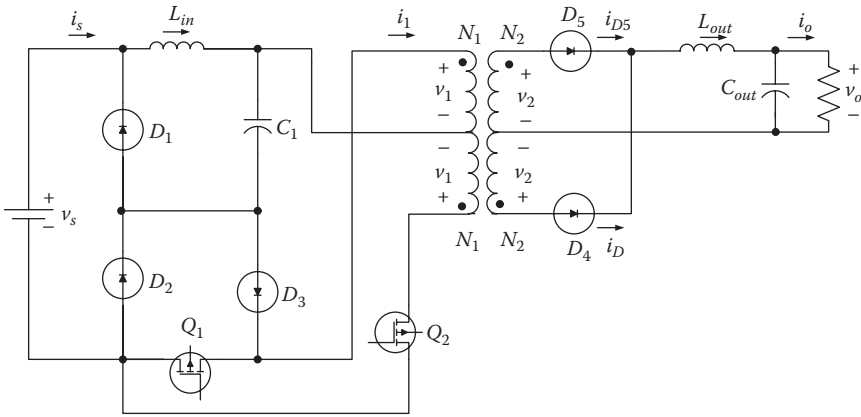 i_s
L_in
i_1
N_1
N_2
D_5
i_D5
L_out
i_o
+
v_1
−
+
v_2
−
D_1
C_1
C_out
+
v_o
−
−
v_1
+
−
v_2
+
+
v_s
−
N_1
N_2
D_4
i_D
D_2
D_3
Q_1
Q_2